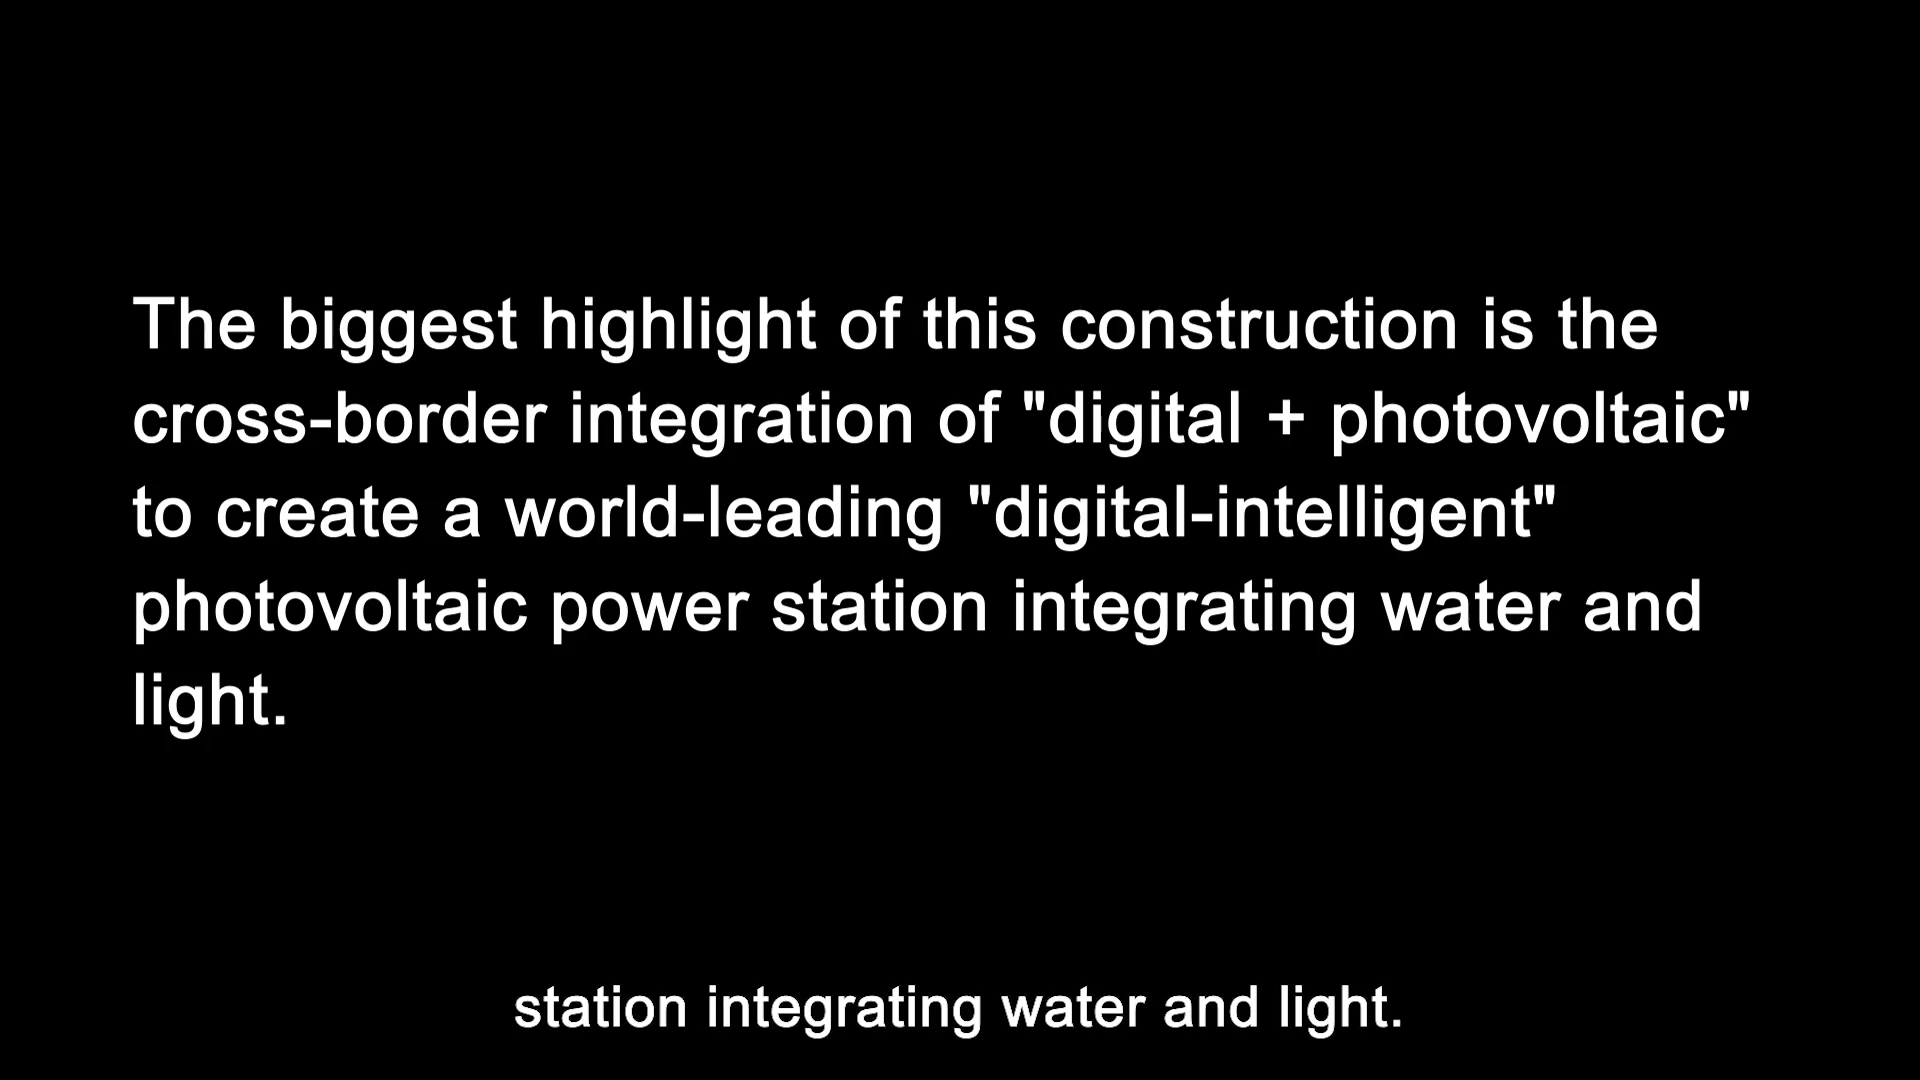 The biggest highlight of this construction is the
cross-border integration of "digital + photovoltaic"
to create a world-leading "digital-intelligent"
photovoltaic power station integrating water and
light.
station integrating water and light.